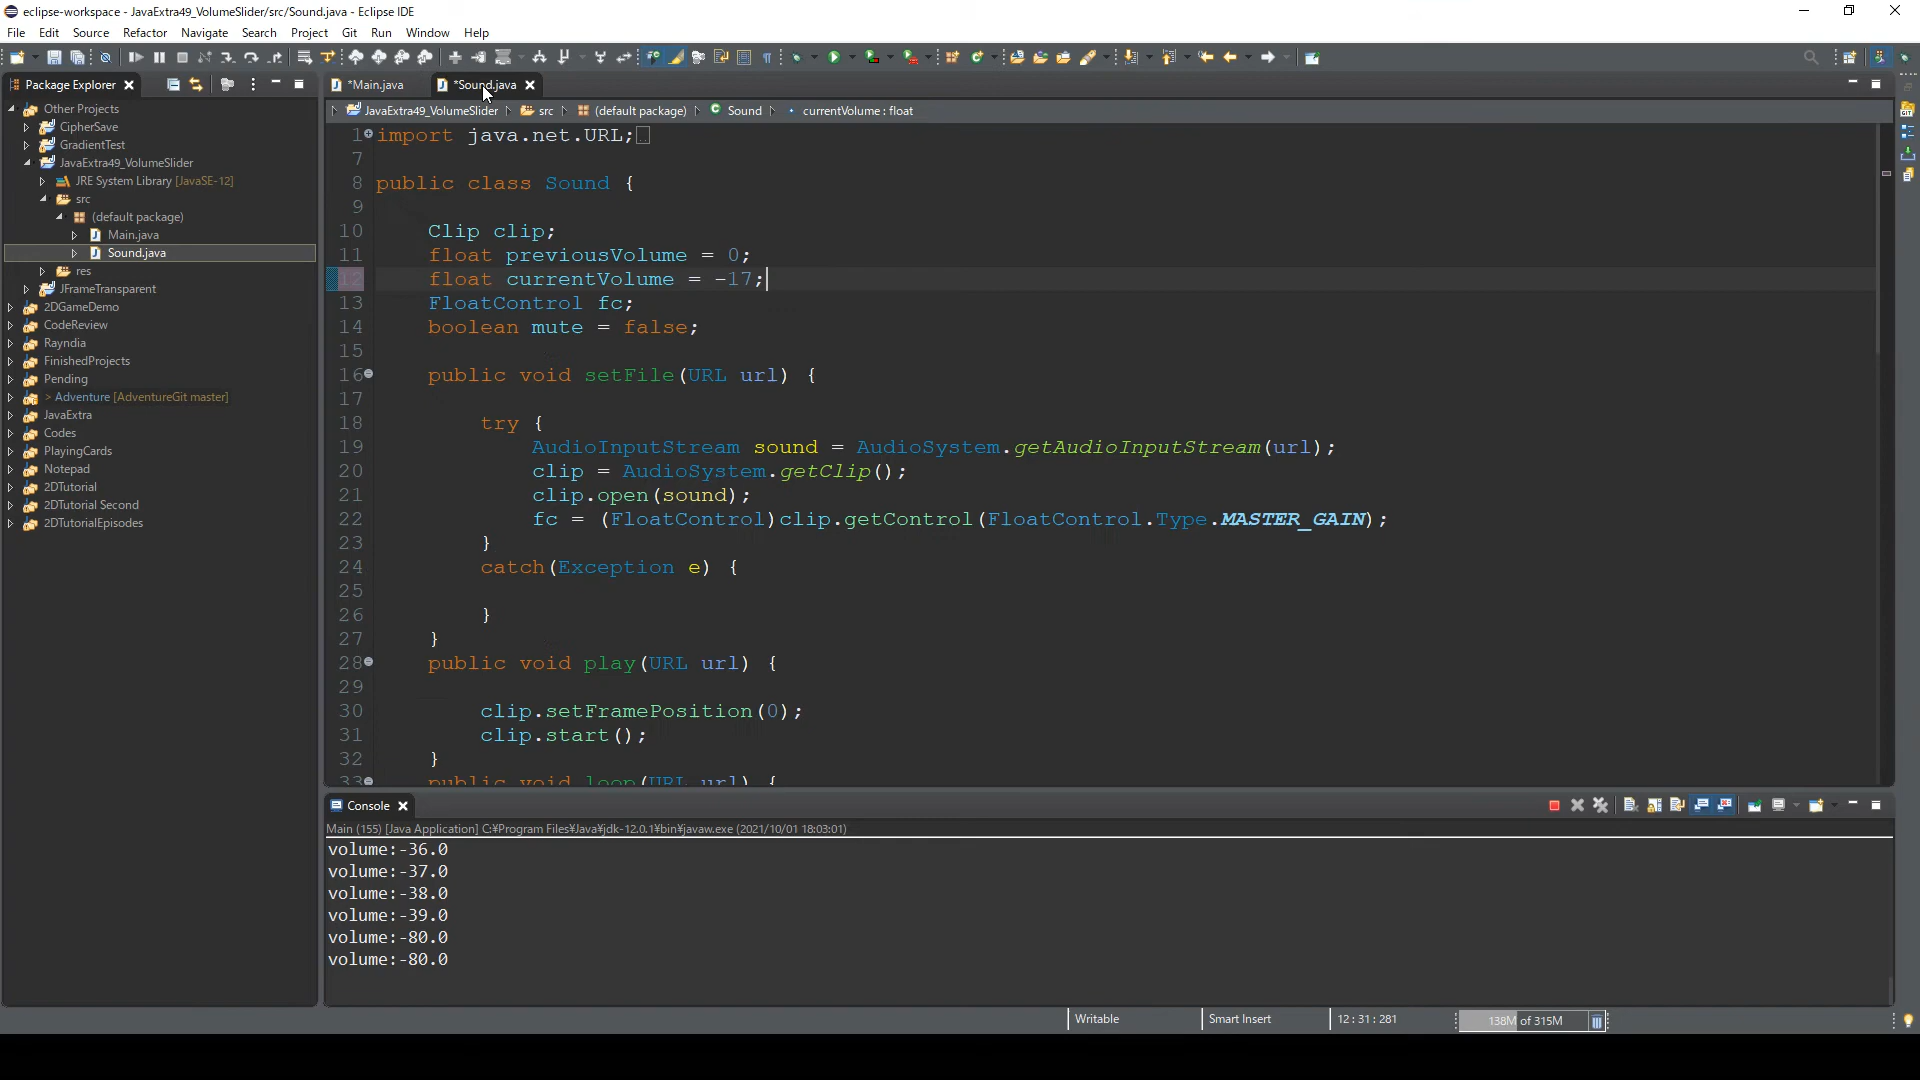 eclipse-workspace - JavaExtra49_VolumeSlider/src/Sound.java - Eclipse IDE
File Edit Source Refactor Navigate Search Project Git Run Window Help
Package Explorer
*Main.java *Sound.java
JavaExtra49_VolumeSlider src (default package) Sound currentVolume : float
Other Projects
CipherSave
GradientTest
JavaExtra49_VolumeSlider
JRE System Library [JavaSE-12]
src
(default package)
Main.java
Sound.java
res
JFrameTransparent
2DGameDemo
CodeReview
Rayndia
FinishedProjects
Pending
> Adventure [AdventureGit master]
JavaExtra
Codes
PlayingCards
Notepad
2DTutorial
2DTutorial Second
2DTutorialEpisodes
1 import java.net.URL;
7
8 public class Sound {
9
10 Clip clip;
11 float previousVolume = 0;
12 float currentVolume = -17;
13 FloatControl fc;
14 boolean mute = false;
15
16 public void setFile(URL url) {
17
18 try {
19 AudioInputStream sound = AudioSystem.getAudioInputStream(url);
20 clip = AudioSystem.getClip();
21 clip.open(sound);
22 fc = (FloatControl)clip.getControl(FloatControl.Type.MASTER_GAIN);
23 }
24 catch(Exception e) {
25
26 }
27 }
28 public void play(URL url) {
29
30 clip.setFramePosition(0);
31 clip.start();
32 }
33 public void loop(URL url) {
Console
Main (155) [Java Application] C:¥Program Files¥Java¥jdk-12.0.1¥bin¥javaw.exe (2021/10/01 18:03:01)
volume:-36.0
volume:-37.0
volume:-38.0
volume:-39.0
volume:-80.0
volume:-80.0
Writable Smart Insert 12 : 31 : 281 138M of 315M